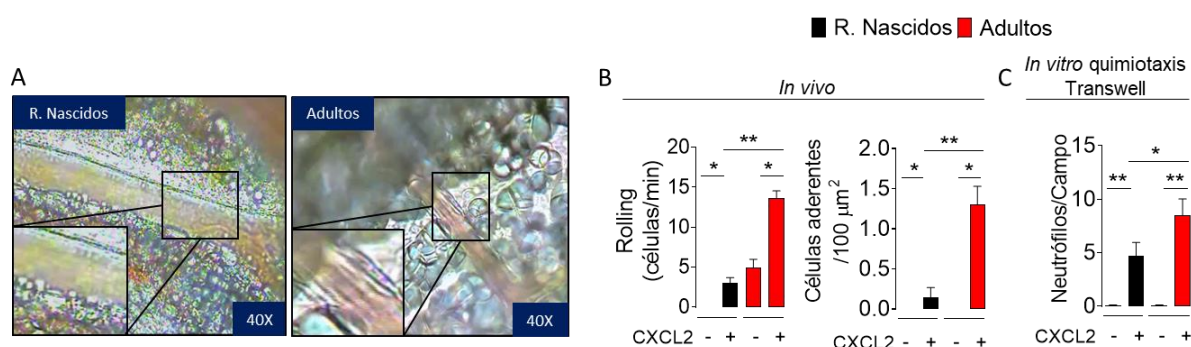 R. Nascidos Adultos
A
R. Nascidos
40X
Adultos
40X
B
In vivo
Rolling
(células/min)
20
15
10
5
0
*
**
*
CXCL2 - + - +
Células aderentes
/100 µm²
2.0
1.5
1.0
0.5
0.0
*
**
*
CXCL2 - + - +
C
In vitro quimiotaxis
Transwell
Neutrófilos/Campo
15
10
5
0
**
*
**
CXCL2 - + - +